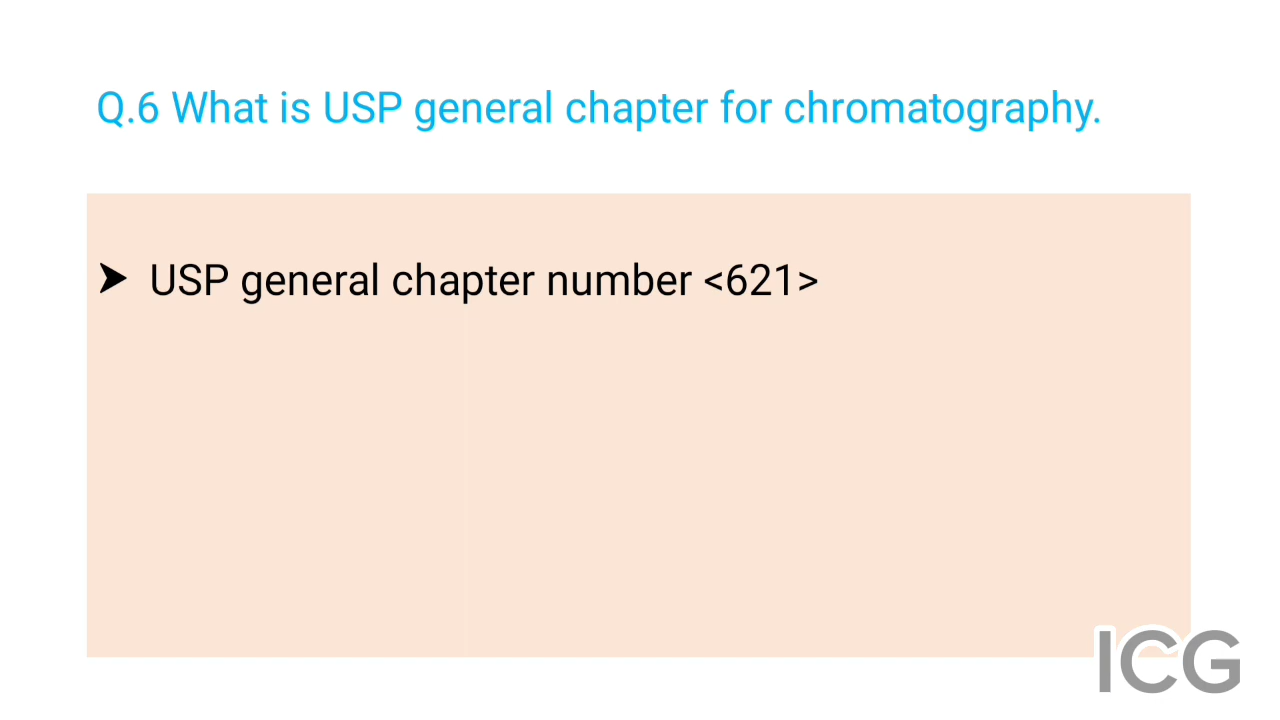 Q.6 What is USP general chapter for chromatography.
➤ USP general chapter number <621>
ICG